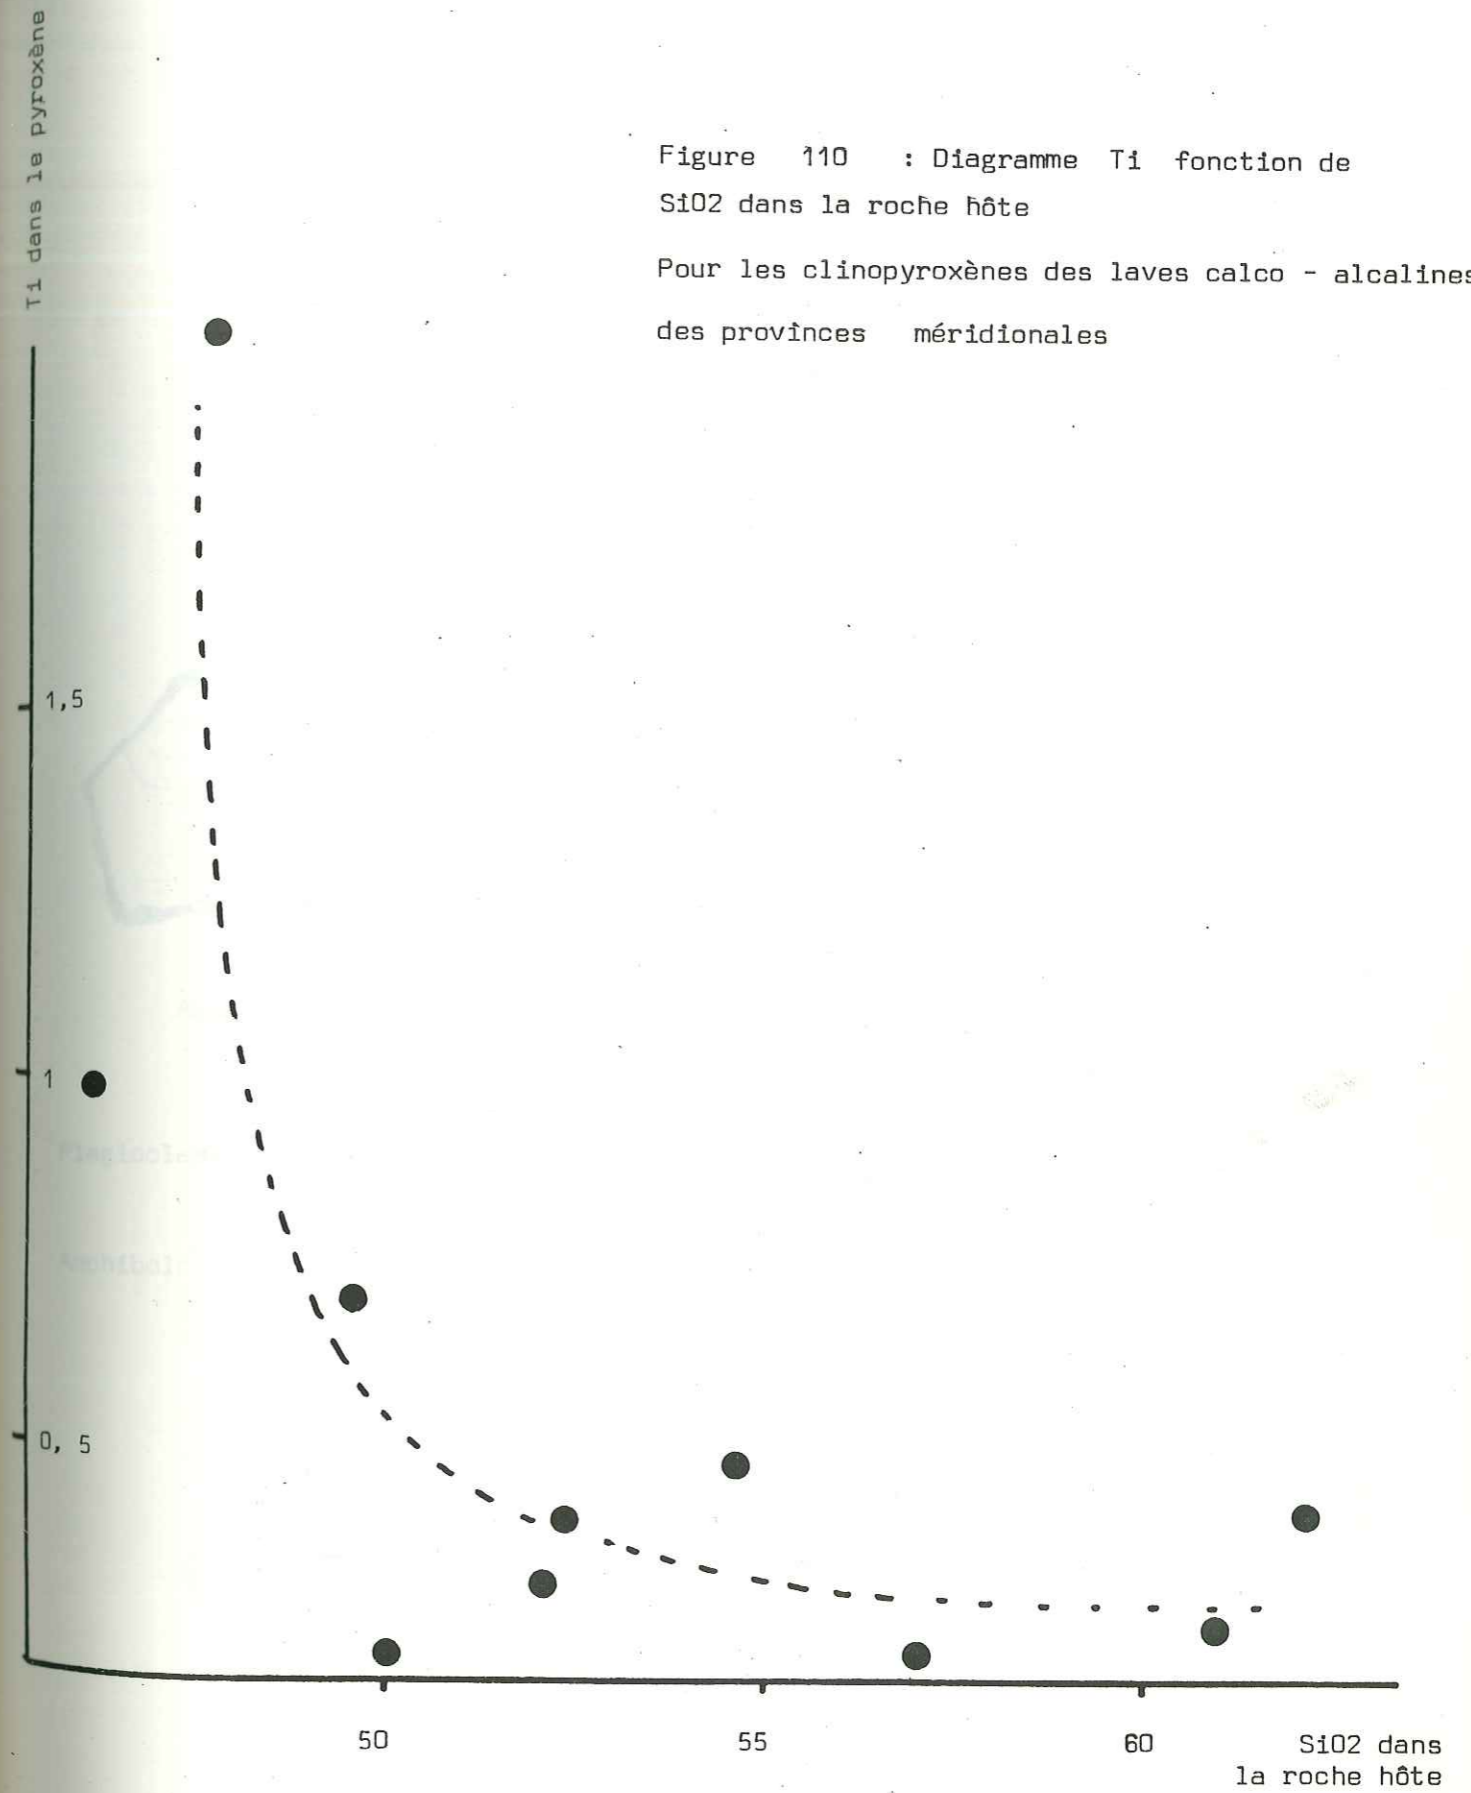 Ti dans le pyroxène
Figure 110 : Diagramme Ti fonction de
SiO2 dans la roche hôte
Pour les clinopyroxènes des laves calco - alcalines
des provinces méridionales
1,5
1
Plagiocla
Amphibol
0, 5
50 55 60
SiO2 dans
la roche hôte